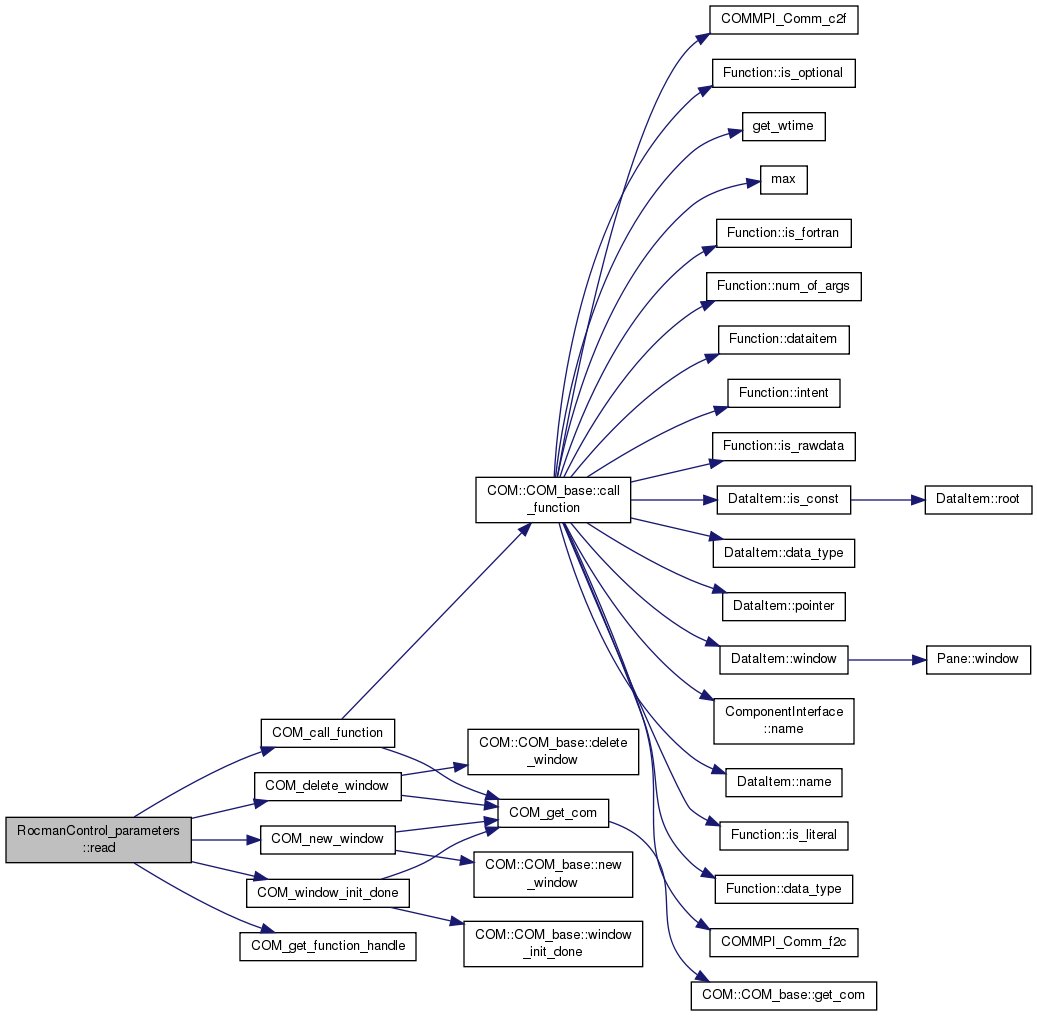 COMMPI_Comm_c2f
Function::is_optional
get_wtime
max
Function::is_fortran
Function::num_of_args
Function::dataitem
Function::intent
Function::is_rawdata
COM::COM_base::call
_function
DataItem::is_const
DataItem::root
DataItem::data_type
DataItem::pointer
DataItem::window
Pane::window
ComponentInterface
::name
COM_call_function
COM::COM_base::delete
_window
DataItem::name
COM_delete_window
COM_get_com
RocmanControl_parameters
::read
COM_new_window
Function::is_literal
COM::COM_base::new
_window
COM_window_init_done
Function::data_type
COM_get_function_handle
COM::COM_base::window
_init_done
COMMPI_Comm_f2c
COM::COM_base::get_com